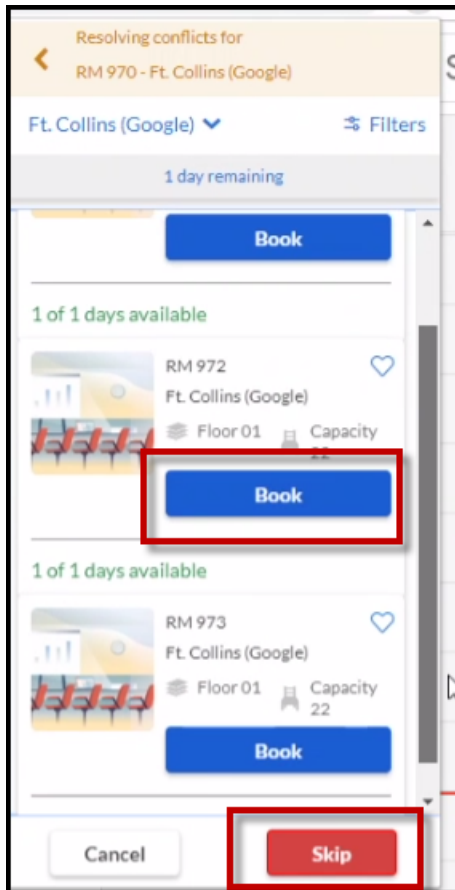 Resolving conflicts for
RM 970 - Ft. Collins (Google)
Ft. Collins (Google)
Filters
1 day remaining
Book
1 of 1 days available
RM 972
Ft. Collins (Google)
Floor 01
Capacity
22
Book
1 of 1 days available
RM 973
Ft. Collins (Google)
Floor 01
Capacity
22
Book
Cancel
Skip